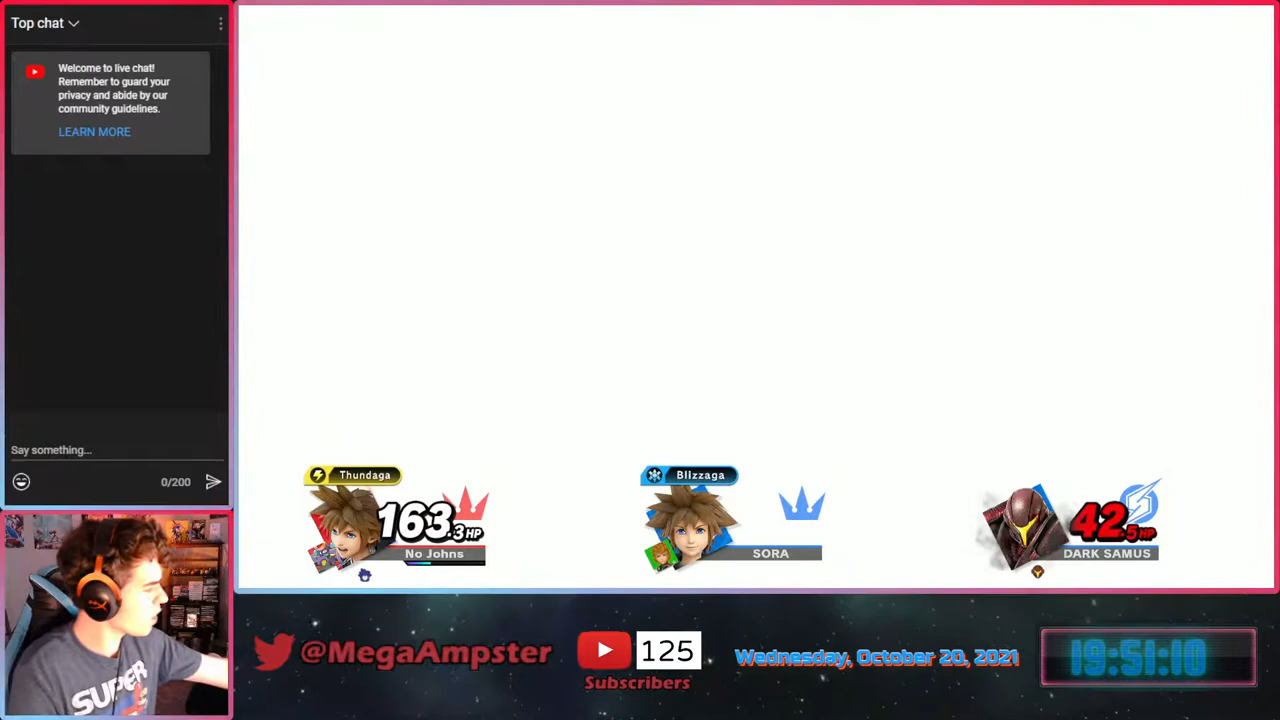 Top chat
Welcome to live chat!
Remember to guard your
privacy and abide by our
community guidelines.
LEARN MORE
Say something...
0/200
Thundaga
163.3HP
No Johns
Blizzaga
SORA
42.5HP
DARK SAMUS
SUPER
@MegaAmpster
125
Subscribers
Wednesday, October 20, 2021
19:51:10